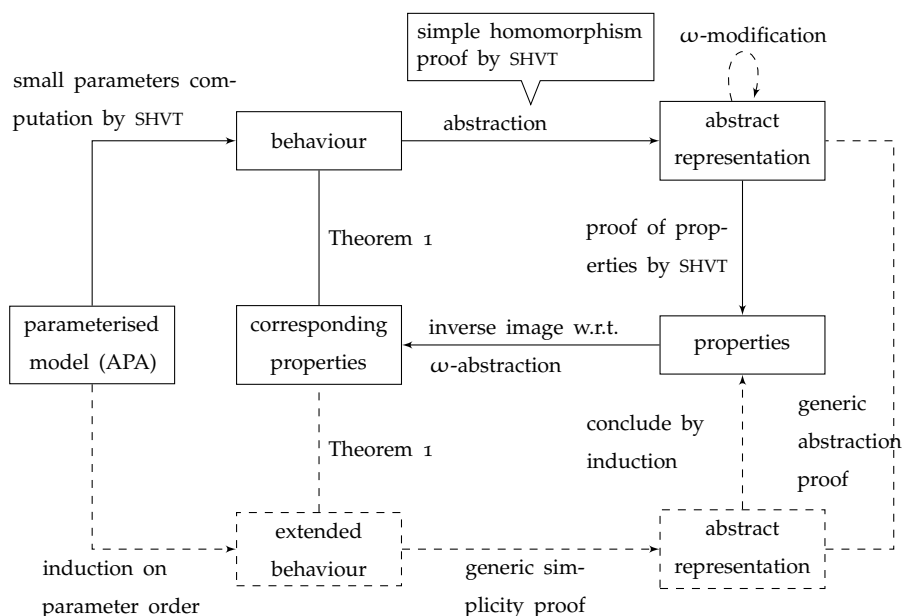 simple homomorphism
proof by SHVT
ω-modification
small parameters com-
putation by SHVT
behaviour
abstraction
abstract
representation
Theorem 1
proof of prop-
erties by SHVT
parameterised
model (APA)
corresponding
properties
inverse image w.r.t.
ω-abstraction
properties
Theorem 1
conclude by
induction
generic
abstraction
proof
extended
behaviour
abstract
representation
induction on
parameter order
generic sim-
plicity proof